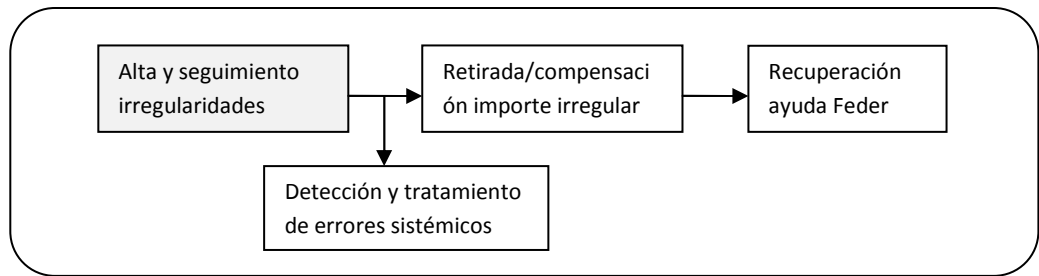 Alta y seguimiento
irregularidades
Retirada/compensaci
ón importe irregular
Recuperación
ayuda Feder
Detección y tratamiento
de errores sistémicos